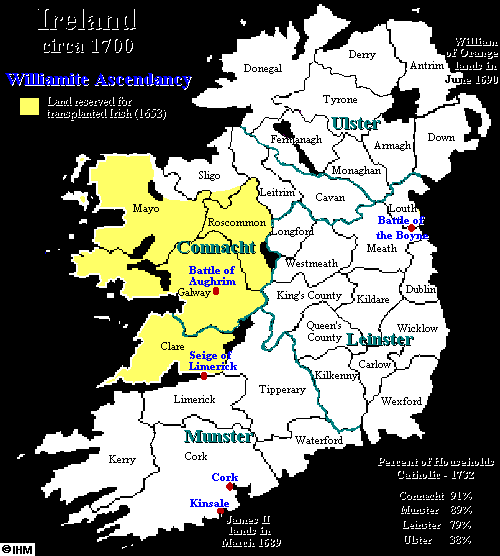 Ireland
circa 1700
Williamite Ascendancy
Land reserved for
transplanted Irish (1653)
William
of Orange
lands in
June 1690
Donegal
Derry
Antrim
Tyrone
Ulster
Fermanagh
Armagh
Down
Monaghan
Sligo
Leitrim
Cavan
Mayo
Roscommon
Longford
Louth
Battle of
the Boyne
Meath
Connacht
Westmeath
Battle of
Aughrim
Galway
King's County
Kildare
Dublin
Queen's
County
Wicklow
Leinster
Clare
Seige of
Limerick
Carlow
Kilkenny
Tipperary
Limerick
Wexford
Munster
Waterford
Kerry
Cork
Cork
Kinsale
James II
lands in
March 1689
Percent of Households
Catholic - 1732
Connacht 91%
Munster 89%
Leinster 79%
Ulster 38%
©IHM